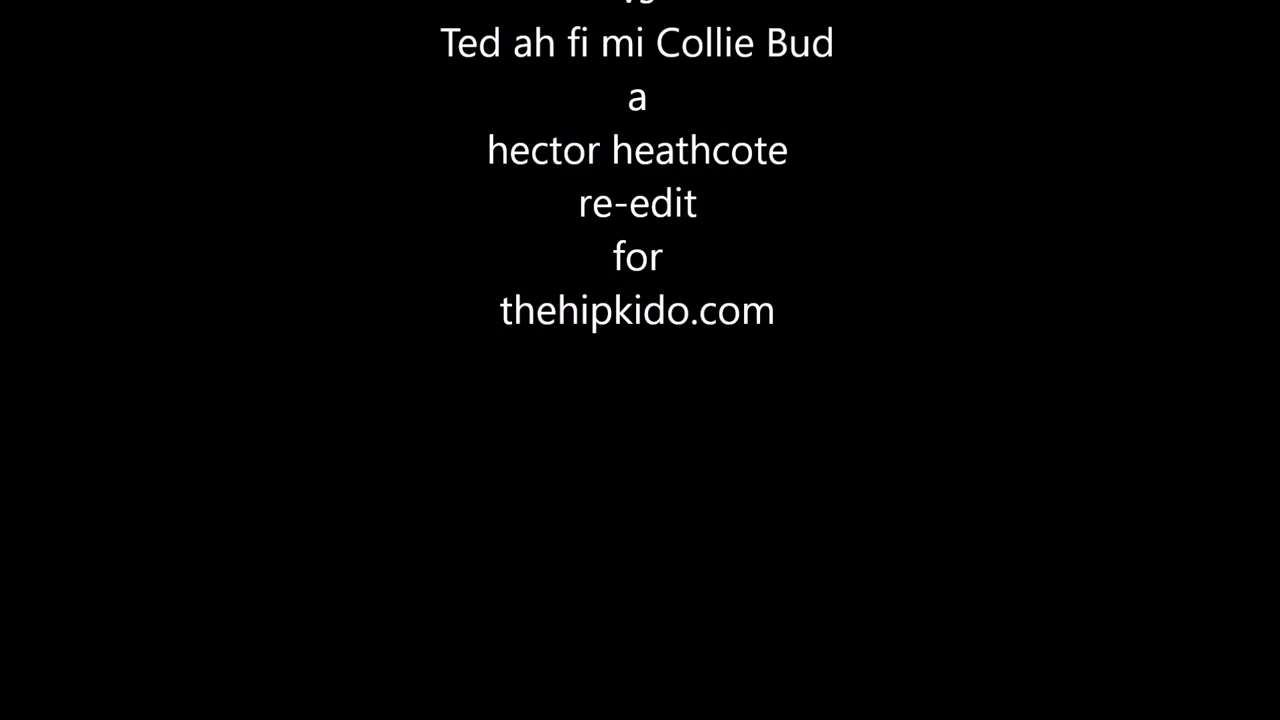 Ted ah fi mi Collie Bud
a
hector heathcote
re-edit
for
thehipkido.com